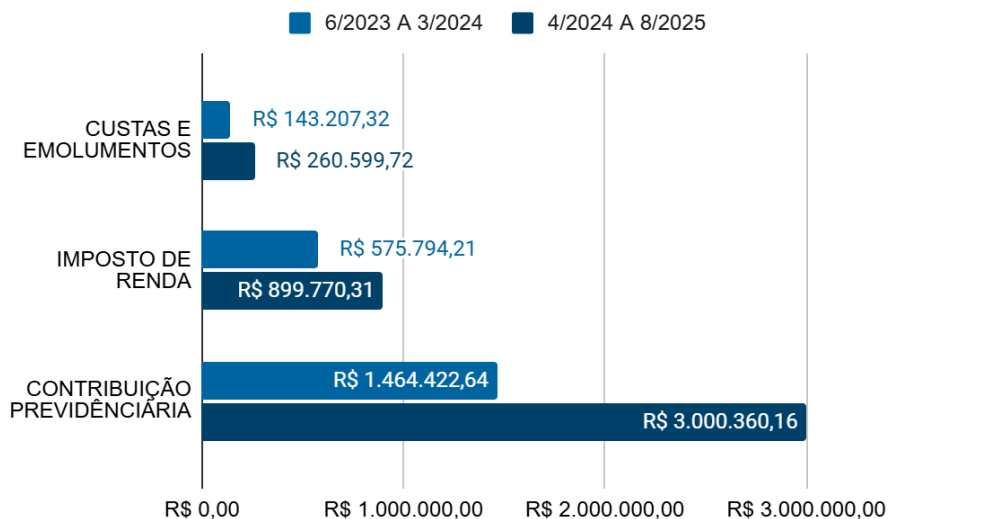 6/2023 A 3/2024 4/2024 A 8/2025
CUSTAS E
EMOLUMENTOS
R$ 143.207,32
R$ 260.599,72
IMPOSTO DE
RENDA
R$ 575.794,21
R$ 899.770,31
CONTRIBUIÇÃO
PREVIDÊNCIÁRIA
R$ 1.464.422,64
R$ 3.000.360,16
R$ 0,00 R$ 1.000.000,00 R$ 2.000.000,00 R$ 3.000.000,00